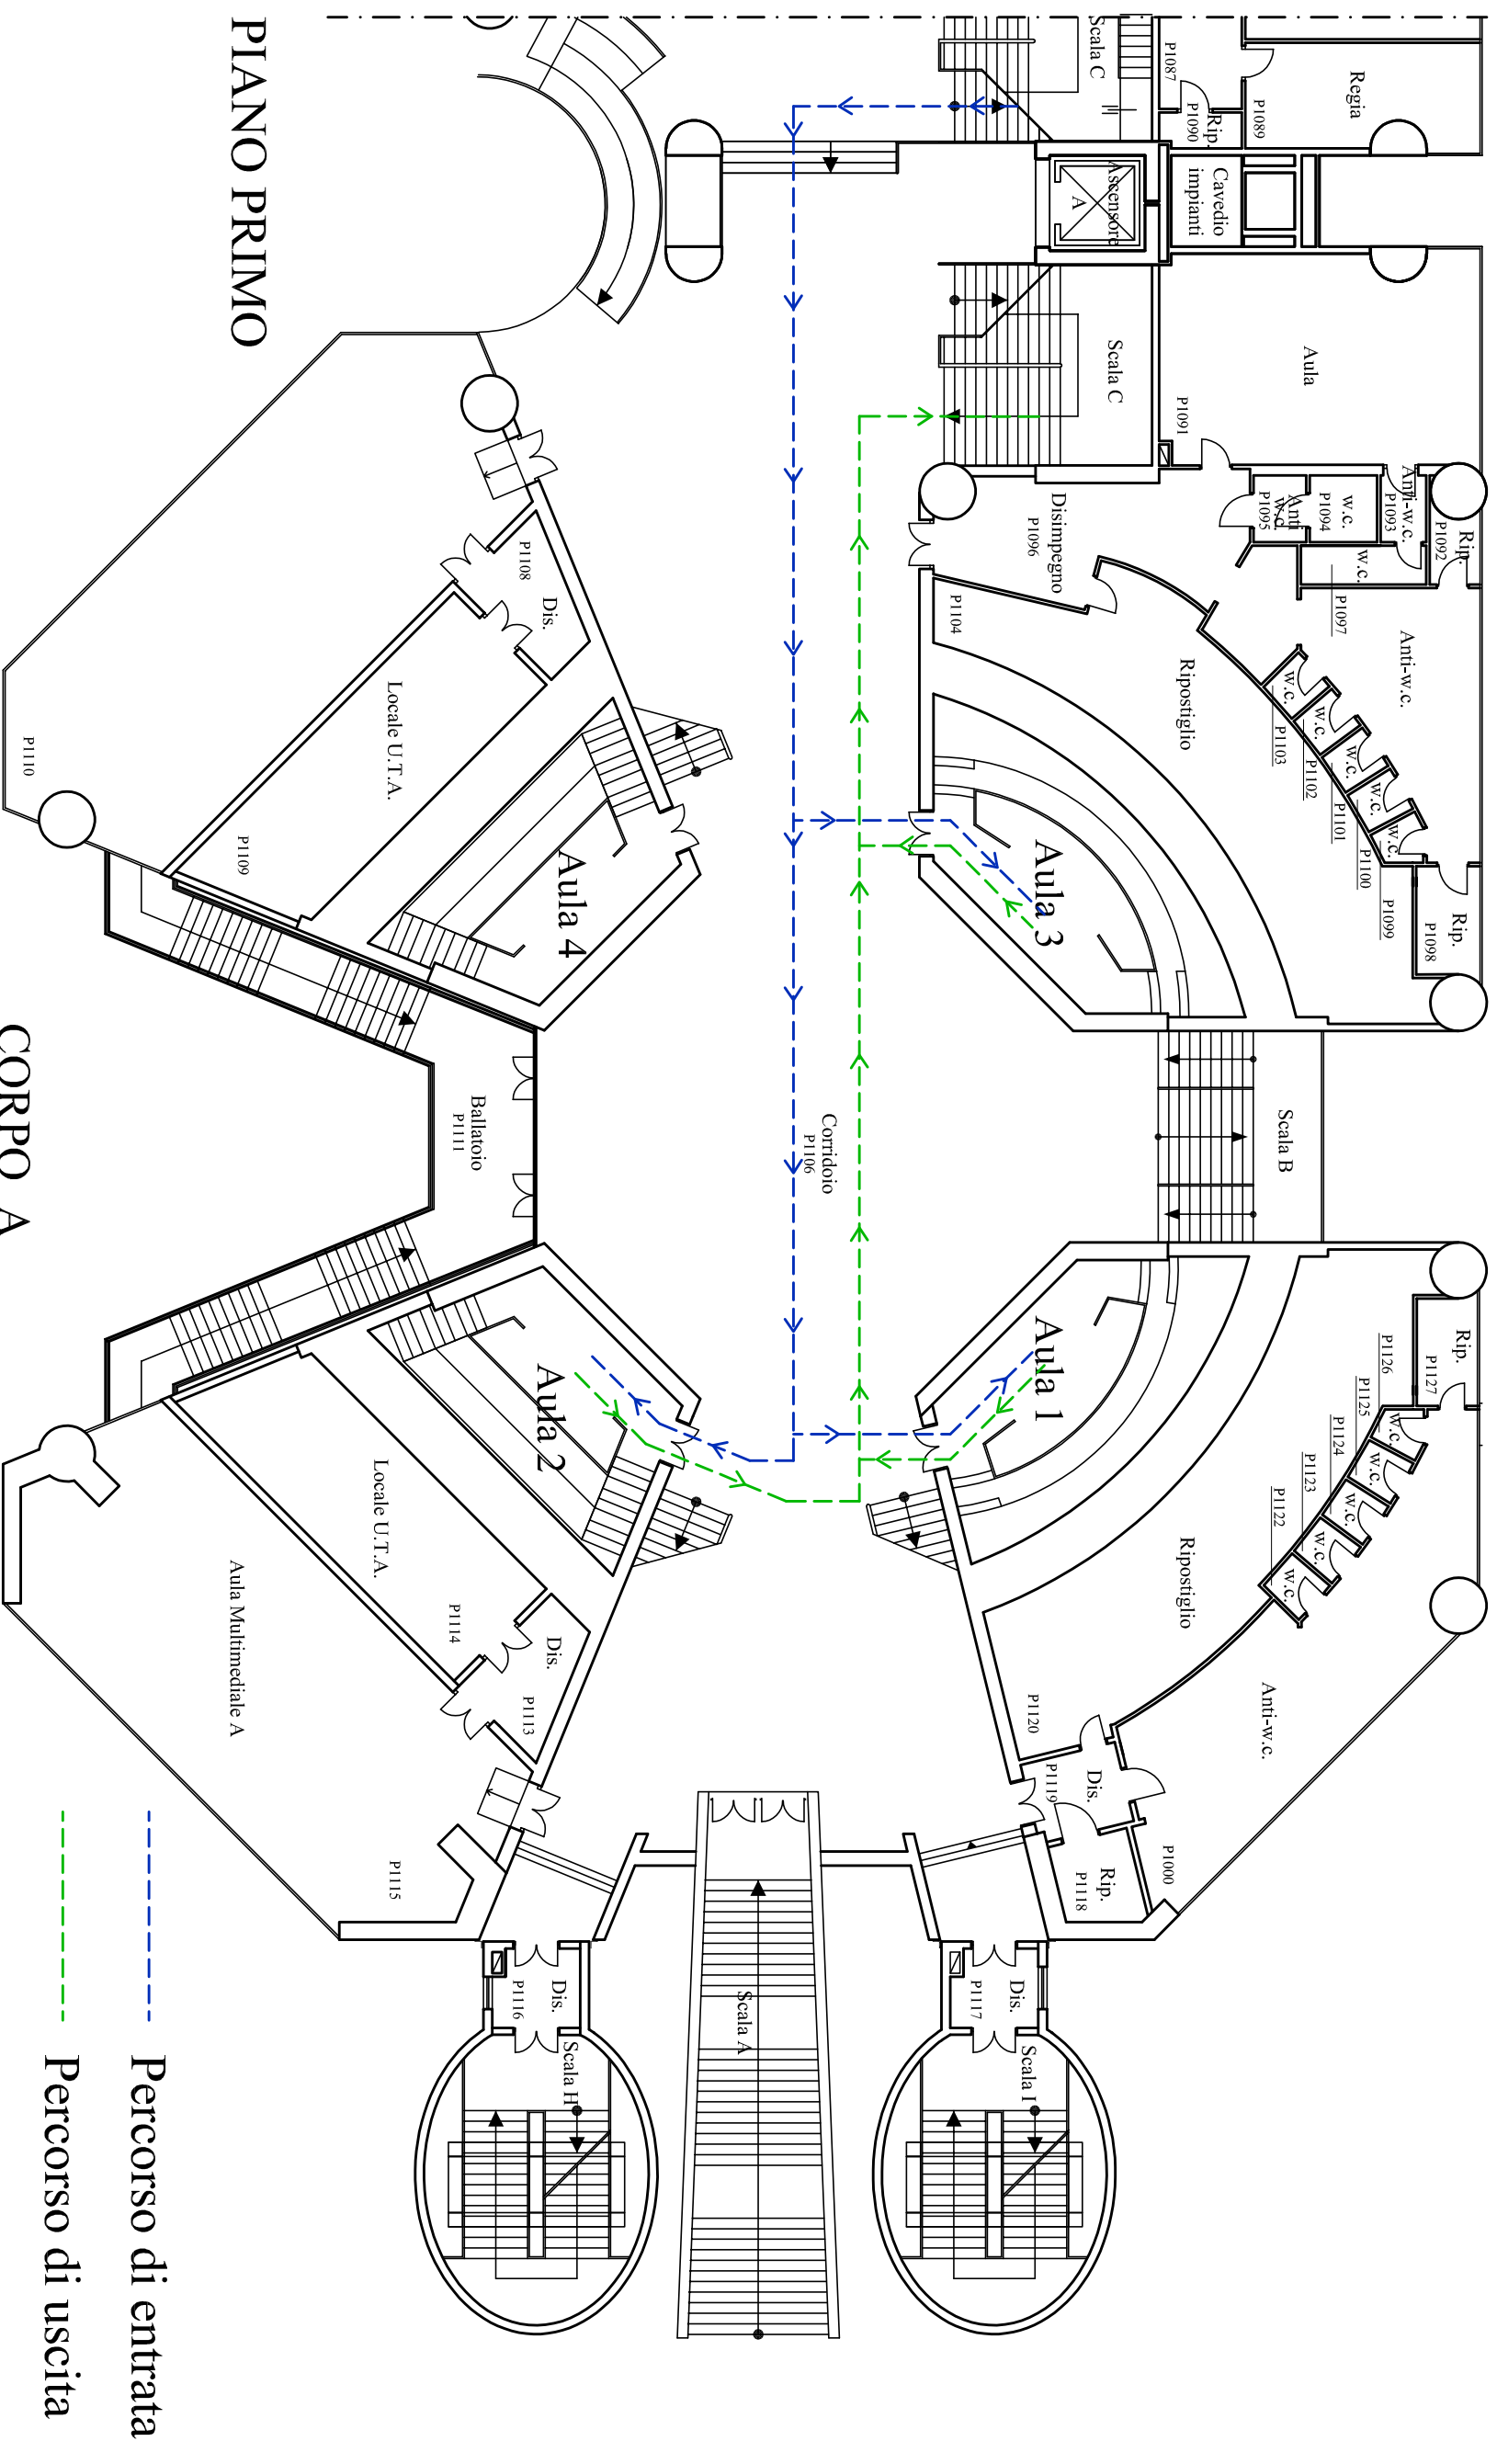 PIANO PRIMO
CORPO A
Percorso di entrata
Percorso di uscita
Regia
P1089
P1087
Rip.
P1090
Scala C
Cavedio
impianti
Ascensore
A
Scala C
Aula
P1091
Anti-w.c.
P1093
Rip.
P1092
w.c.
P1094
Anti
w.c.
P1095
w.c.
P1097
Disimpegno
P1096
P1104
Ripostiglio
Anti-w.c.
w.c.
P1103
w.c.
P1102
w.c.
P1101
w.c.
P1100
w.c.
P1099
Rip.
P1098
Aula 3
P1108
Dis.
Locale U.T.A.
P1109
P1110
Aula 4
Ballatoio
P1111
Corridoio
P1106
Scala B
Aula 1
Aula 2
Rip.
P1127
P1126
P1125
P1124
P1123
P1122
w.c.
w.c.
w.c.
w.c.
w.c.
Ripostiglio
Anti-w.c.
P1120
P1119
Dis.
Rip.
P1118
P1000
Locale U.T.A.
P1114
Dis.
P1113
Aula Multimediale A
P1115
Dis.
P1116
Scala H
Scala A
Dis.
P1117
Scala I